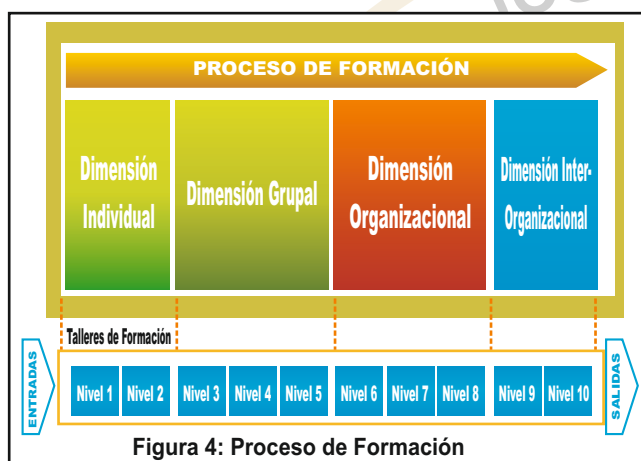 PROCESO DE FORMACIÓN
Dimensión
Individual
Dimensión Grupal
Dimensión
Organizacional
Dimensión Inter-
Organizacional
Talleres de Formación
ENTRADAS
Nivel 1 Nivel 2 Nivel 3 Nivel 4 Nivel 5 Nivel 6 Nivel 7 Nivel 8 Nivel 9 Nivel 10
SALIDAS
Figura 4: Proceso de Formación